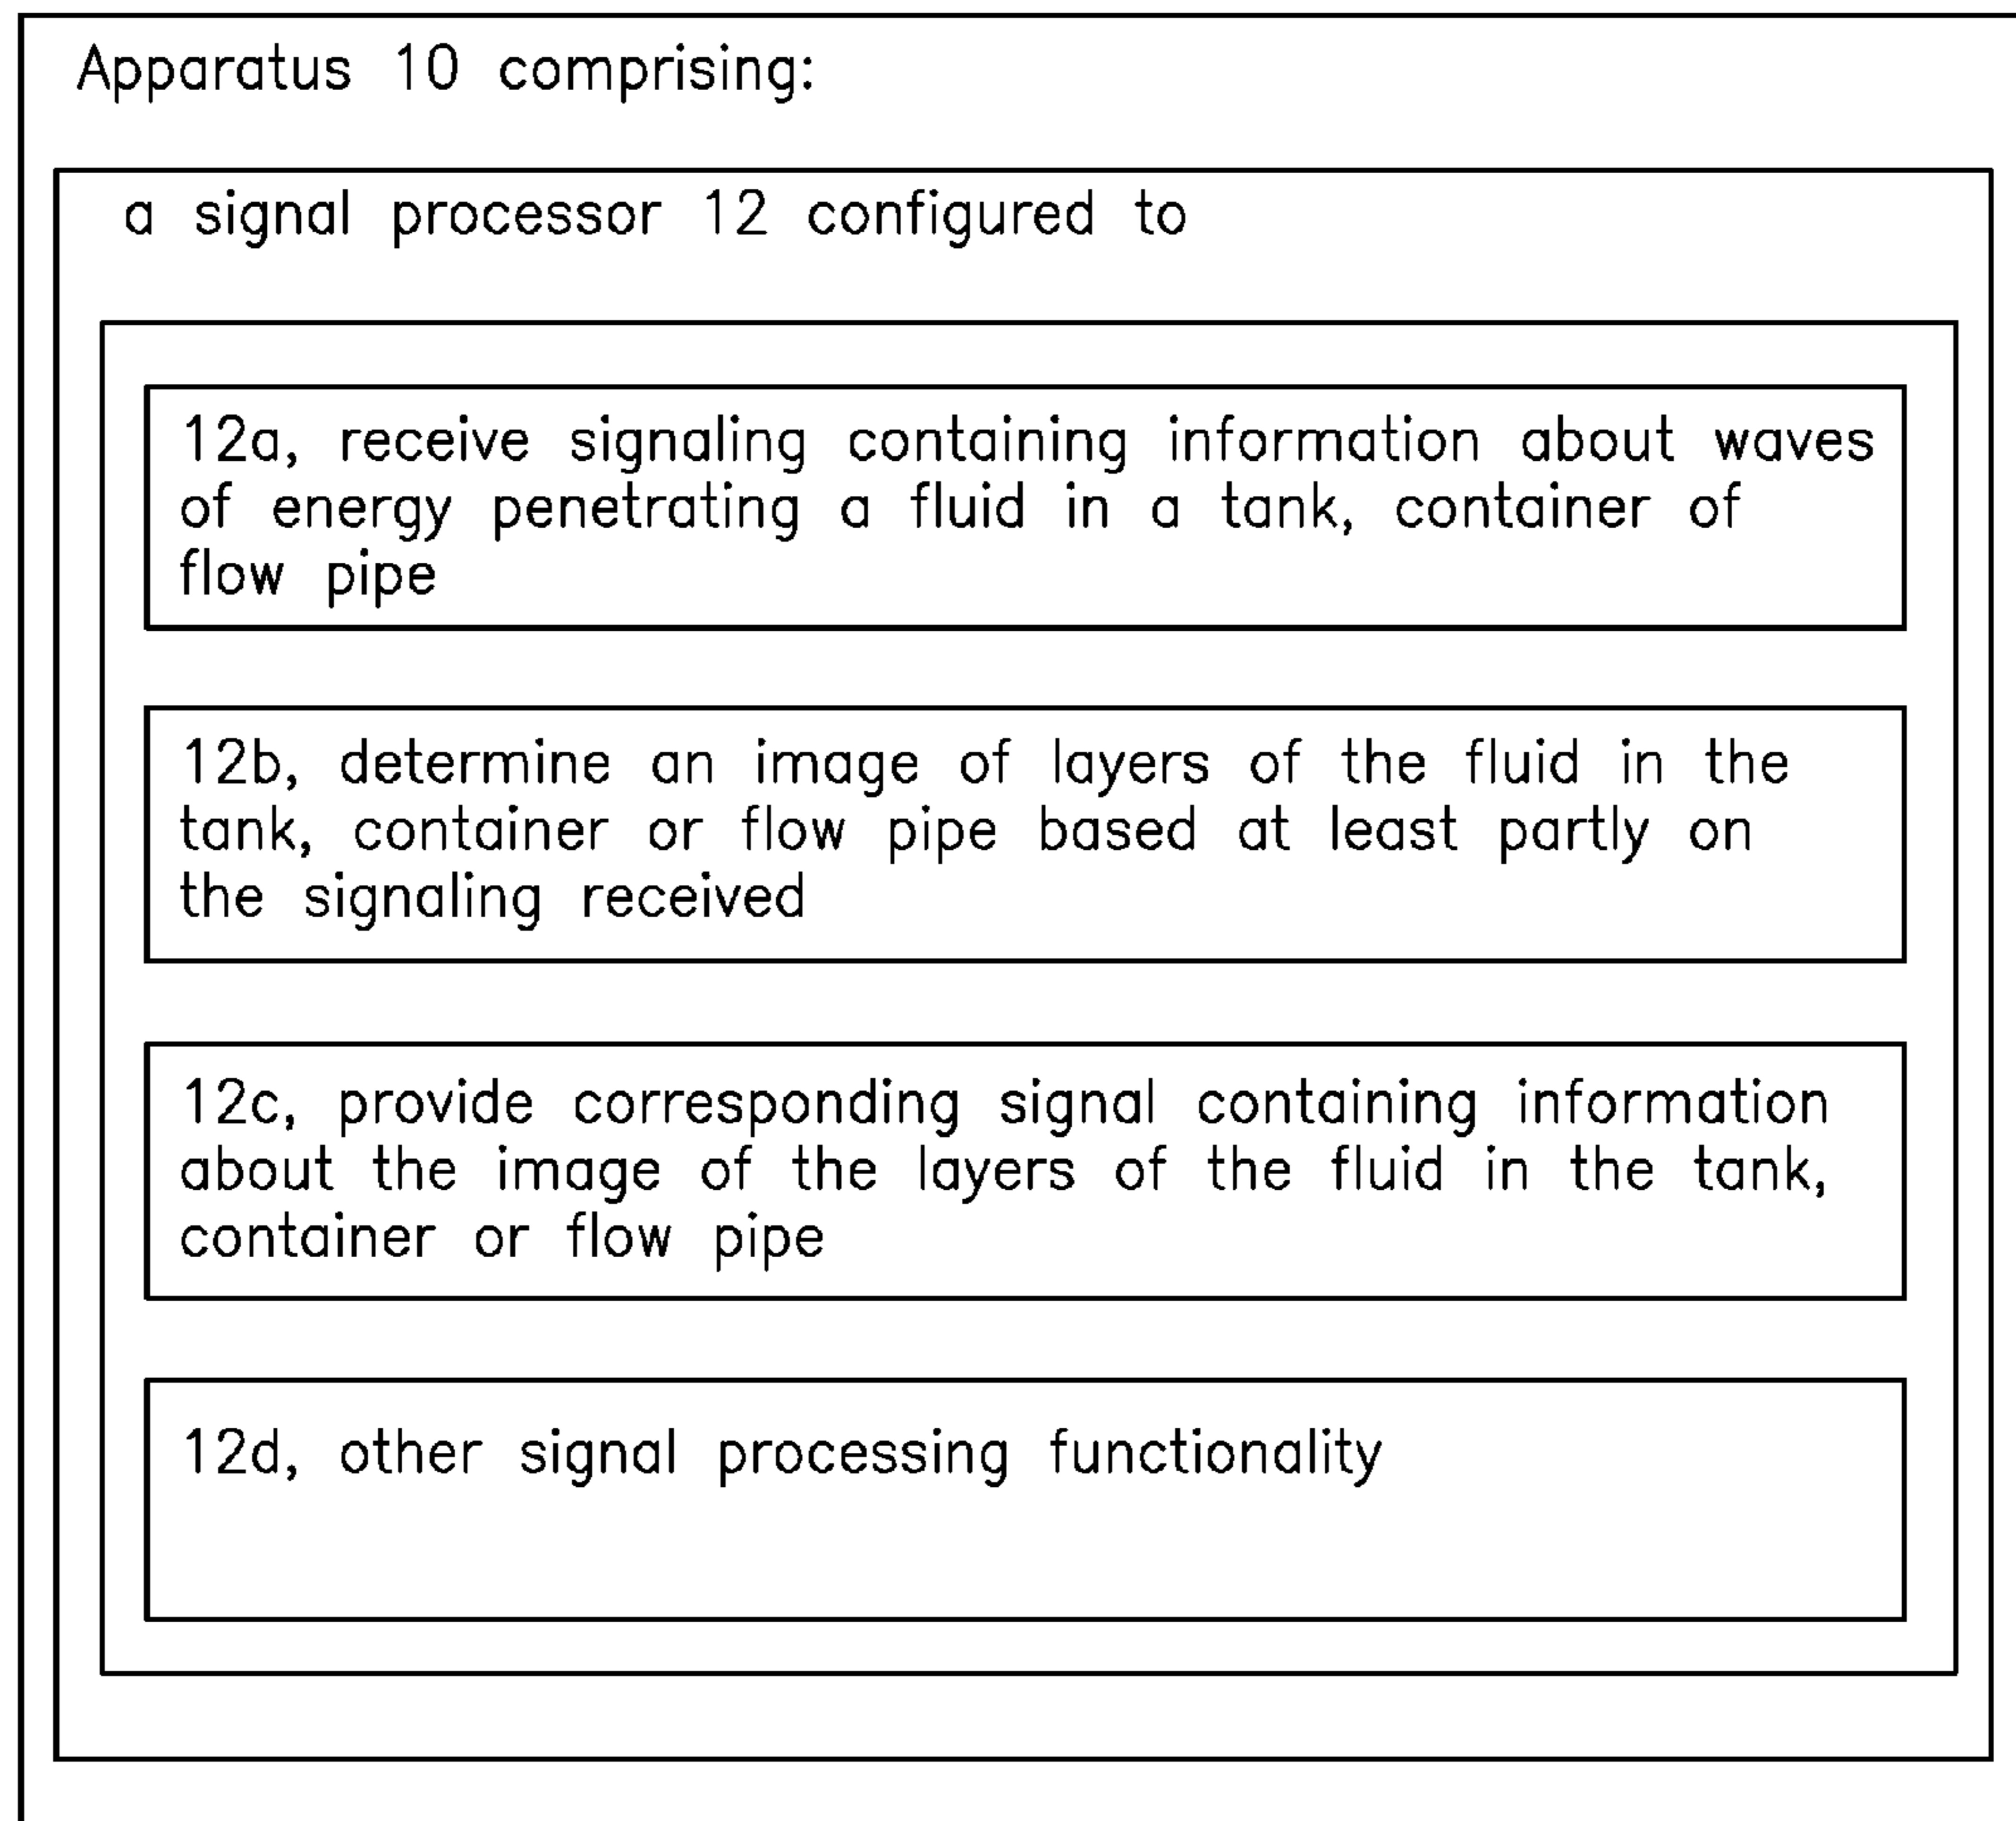 Apparatus 10 comprising:
a signal processor 12 configured to
12a, receive signaling containing information about waves
of energy penetrating a fluid in a tank, container of
flow pipe
12b, determine an image of layers of the fluid in the
tank, container or flow pipe based at least partly on
the signaling received
12c, provide corresponding signal containing information
about the image of the layers of the fluid in the tank,
container or flow pipe
12d, other signal processing functionality